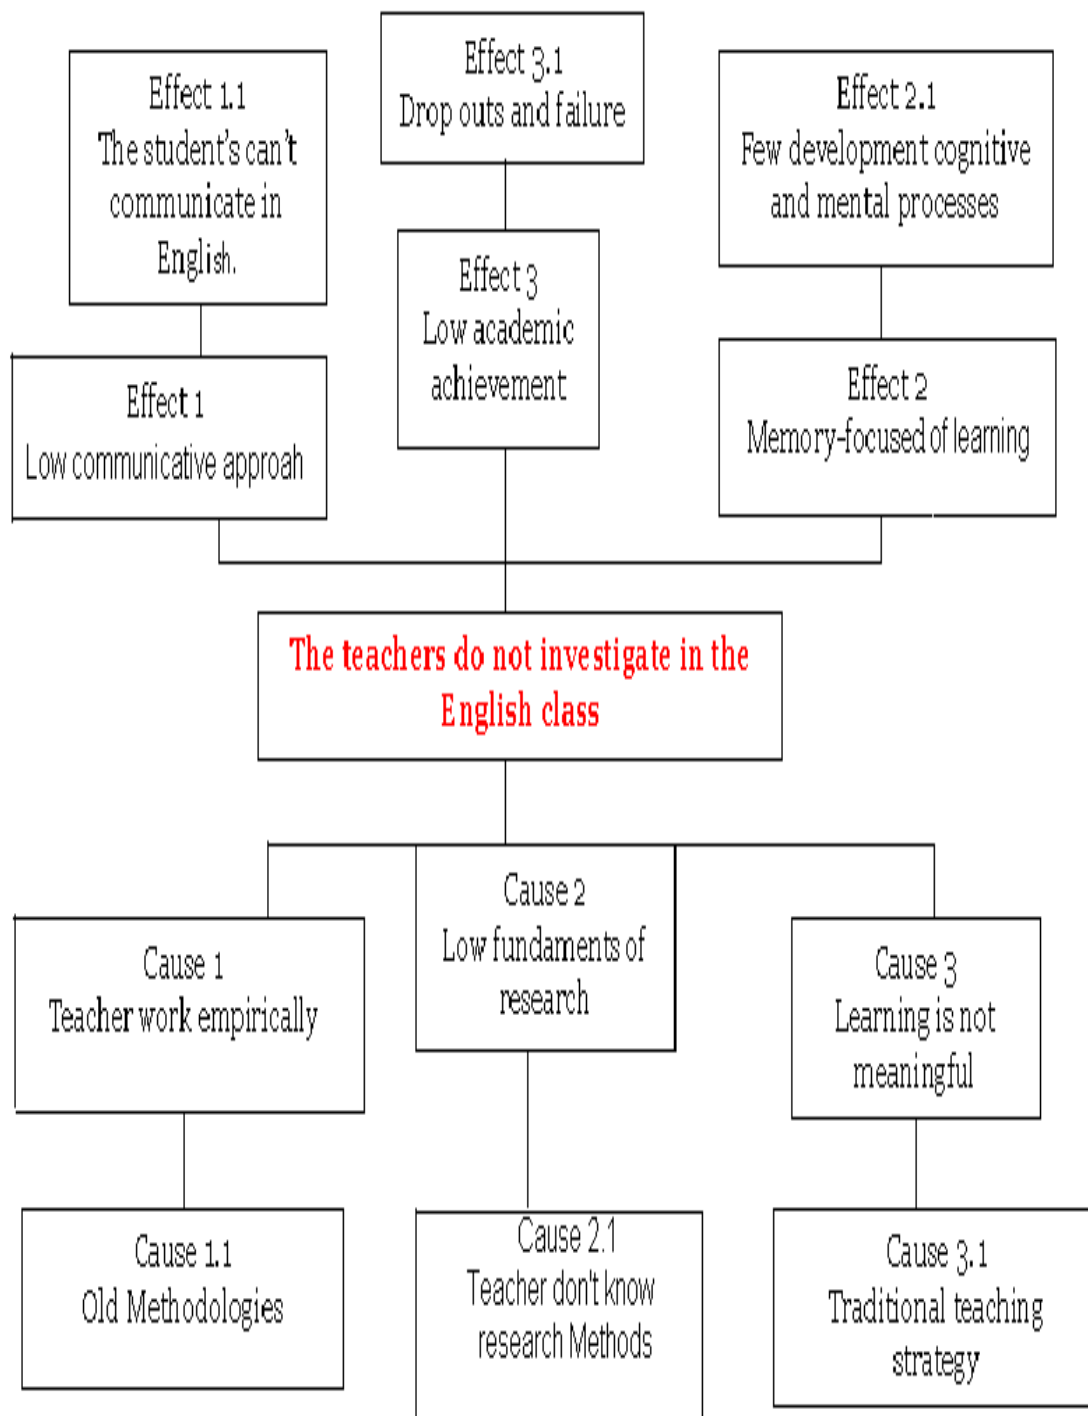 Effect 1.1
The student's can't
communicate in
English.
Effect 3.1
Drop outs and failure
Effect 2.1
Few development cognitive
and mental processes
Effect 1
Low communicative approah
Effect 3
Low academic
achievement
Effect 2
Memory-focused of learning
The teachers do not investigate in the
English class
Cause 1
Teacher work empirically
Cause 2
Low fundaments of
research
Cause 3
Learning is not
meaningful
Cause 1.1
Old Methodologies
Cause 2.1
Teacher don't know
research Methods
Cause 3.1
Traditional teaching
strategy